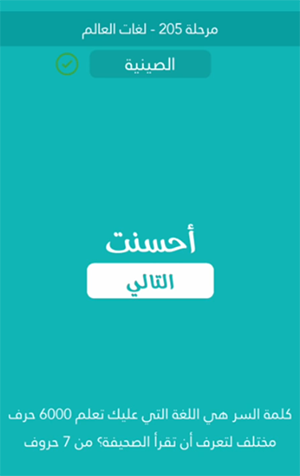 مرحلة 205 - لغات العالم
الصينية
أحسنت
التالي
كلمة السر هي اللغة التي عليك تعلم 6000 حرف
مختلف لتعرف أن تقرأ الصحيفة؟ من 7 حروف